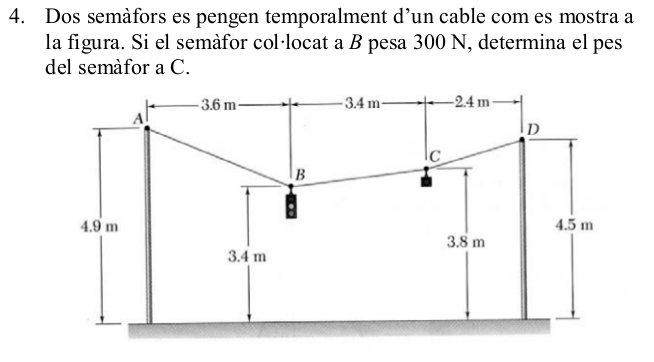 4. Dos semàfors es pengen temporalment d’un cable com es mostra a
la figura. Si el semàfor col·locat a B pesa 300 N, determina el pes
del semàfor a C.
3.6 m
3.4 m
2.4 m
A
D
C
B
4.9 m
4.5 m
3.8 m
3.4 m